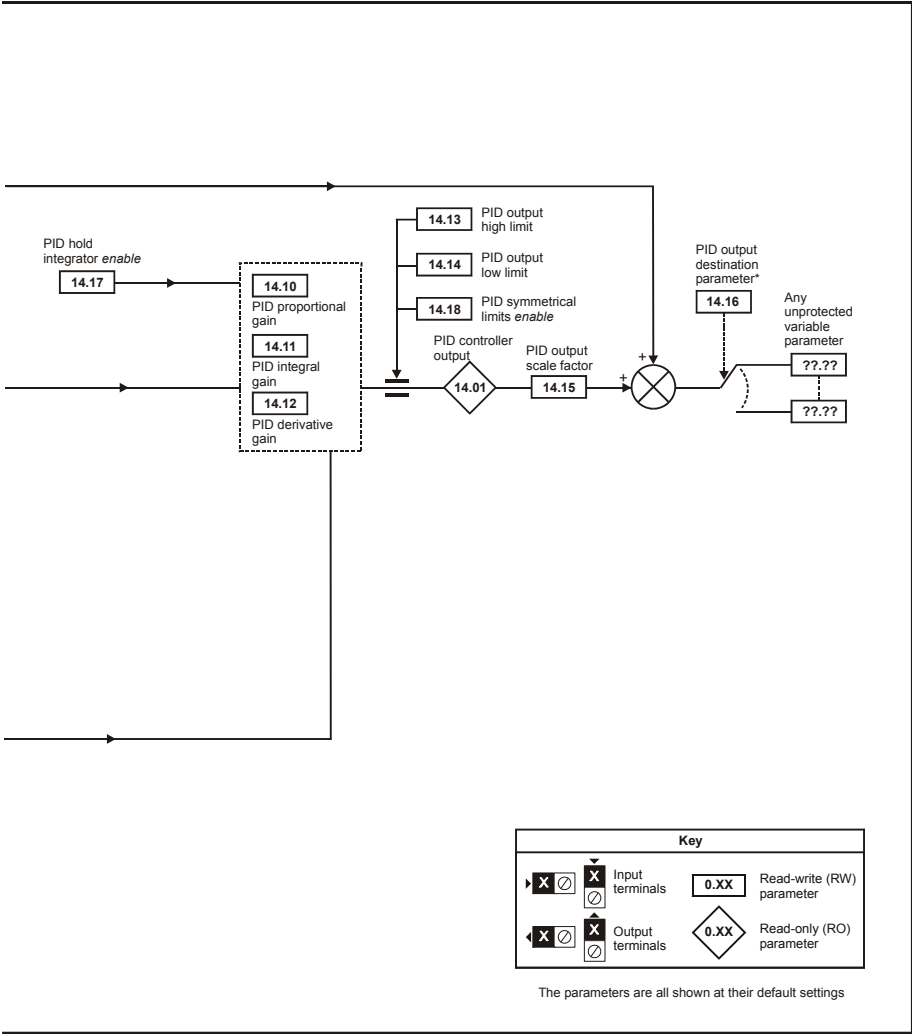 PID hold
integrator enable
14.17
14.10
PID proportional
gain
14.11
PID integral
gain
14.12
PID derivative
gain
14.13
PID output
high limit
14.14
PID output
low limit
14.18
PID symmetrical
limits enable
PID controller
output
14.01
PID output
scale factor
14.15
+
+
PID output
destination
parameter*
14.16
Any
unprotected
variable
parameter
??.??
??.??
Key
X
X
Input
terminals
0.XX
Read-write (RW)
parameter
X
X
Output
terminals
0.XX
Read-only (RO)
parameter
The parameters are all shown at their default settings